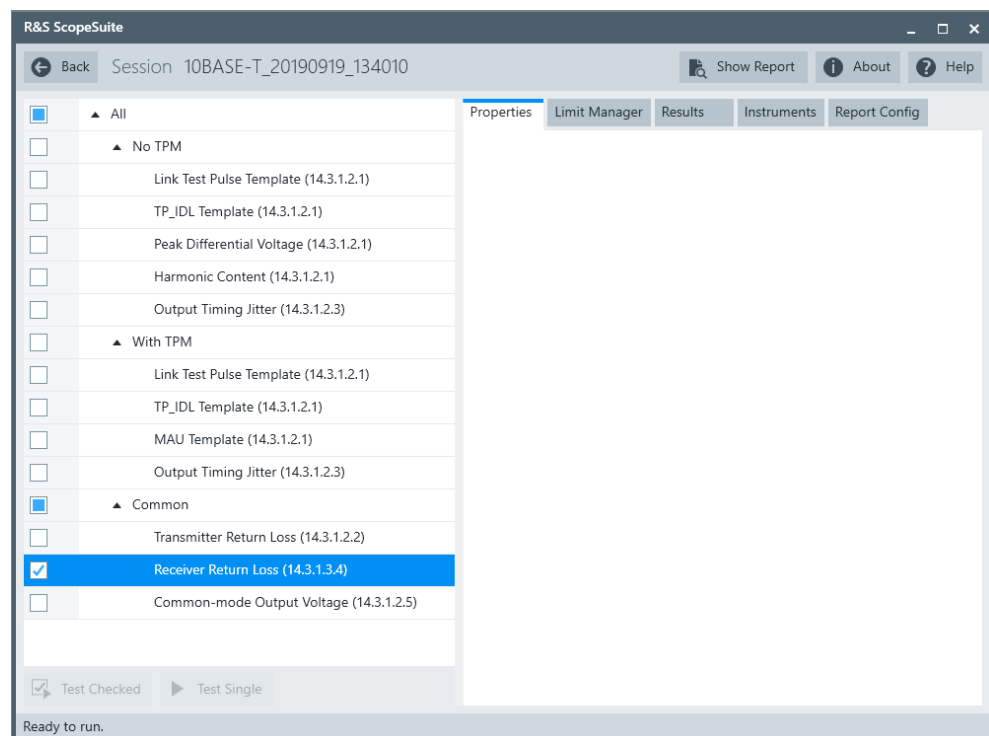 R&S ScopeSuite
Back Session 10BASE-T_20190919_134010 Show Report About Help
All
No TPM
Link Test Pulse Template (14.3.1.2.1)
TP_IDL Template (14.3.1.2.1)
Peak Differential Voltage (14.3.1.2.1)
Harmonic Content (14.3.1.2.1)
Output Timing Jitter (14.3.1.2.3)
With TPM
Link Test Pulse Template (14.3.1.2.1)
TP_IDL Template (14.3.1.2.1)
MAU Template (14.3.1.2.1)
Output Timing Jitter (14.3.1.2.3)
Common
Transmitter Return Loss (14.3.1.2.2)
Receiver Return Loss (14.3.1.3.4)
Common-mode Output Voltage (14.3.1.2.5)
Test Checked Test Single
Properties Limit Manager Results Instruments Report Config
Ready to run.